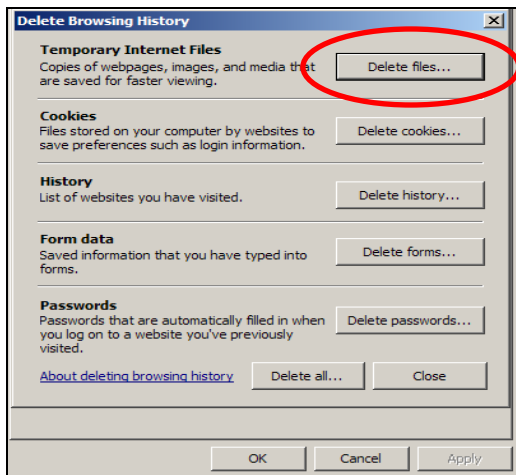 Delete Browsing History
Temporary Internet Files
Copies of webpages, images, and media that
are saved for faster viewing.
Delete files...
Cookies
Files stored on your computer by websites to
save preferences such as login information.
Delete cookies...
History
List of websites you have visited.
Delete history...
Form data
Saved information that you have typed into
forms.
Delete forms...
Passwords
Passwords that are automatically filled in when
you log on to a website you've previously
visited.
Delete passwords...
About deleting browsing history
Delete all...
Close
OK
Cancel
Apply